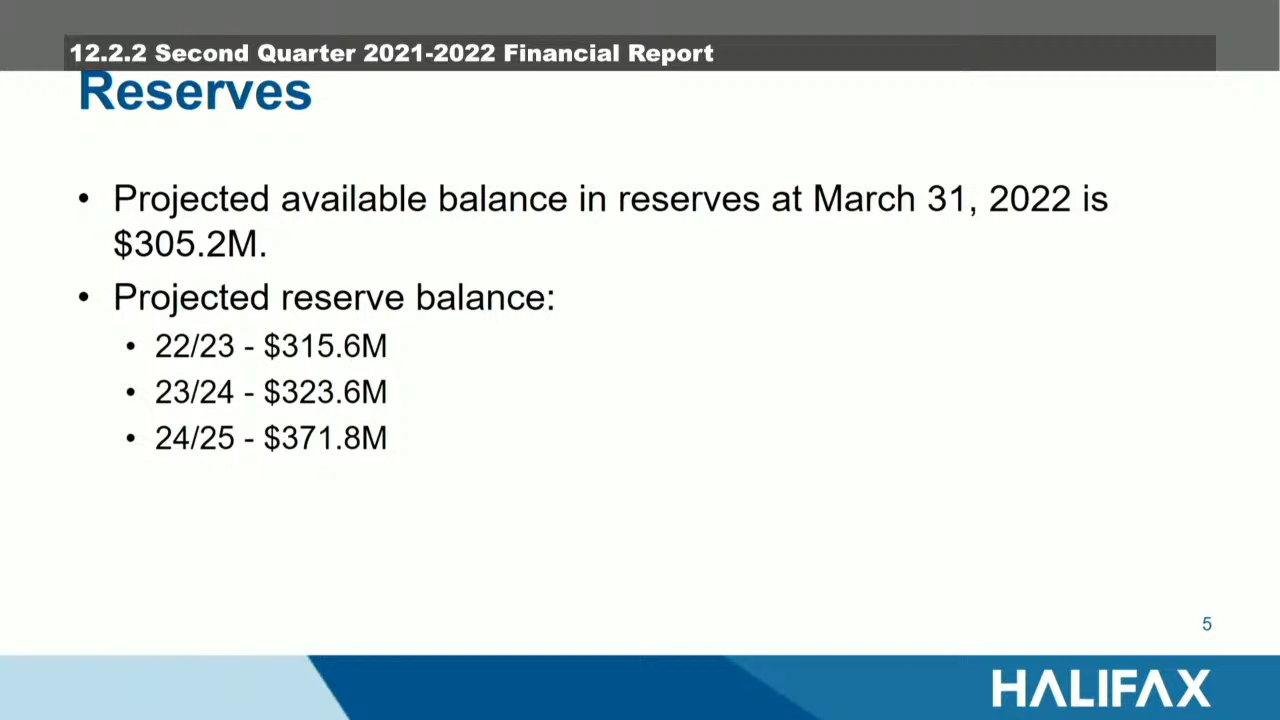 12.2.2 Second Quarter 2021-2022 Financial Report
Reserves
• Projected available balance in reserves at March 31, 2022 is
$305.2M.
• Projected reserve balance:
• 22/23 - $315.6M
• 23/24 - $323.6M
• 24/25 - $371.8M
5
HALIFAX